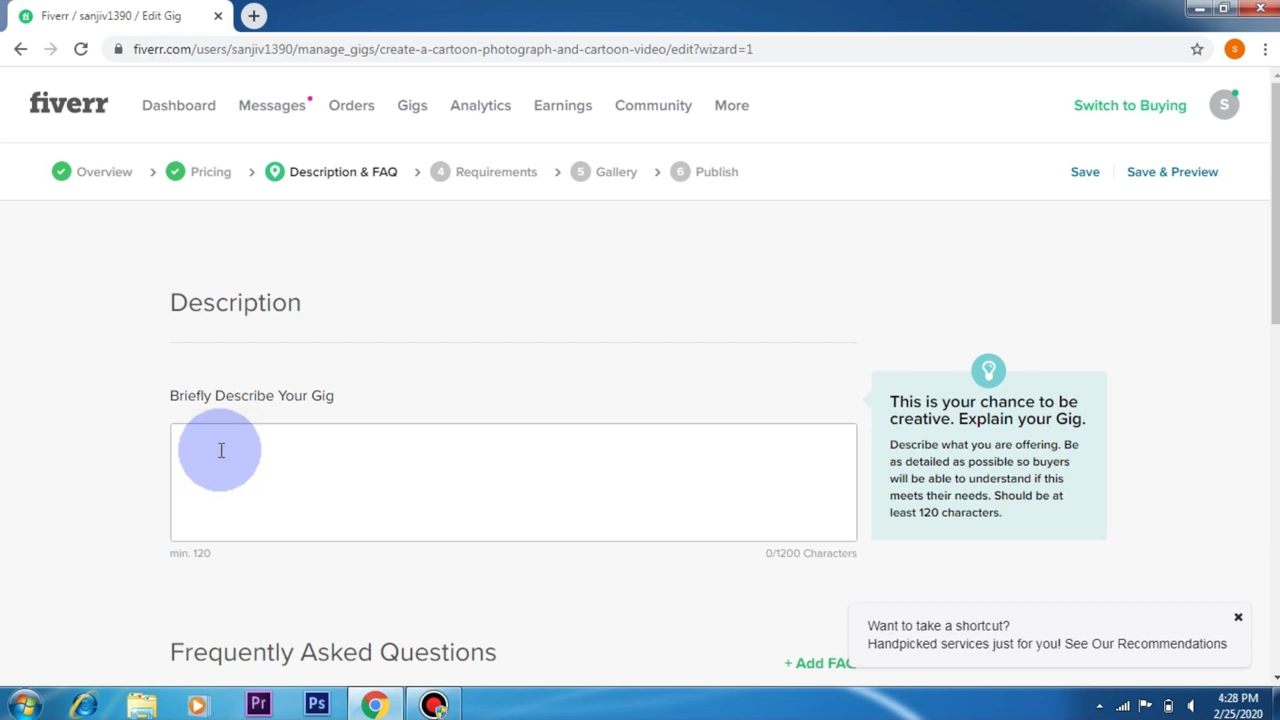 Fiverr / sanjiv1390 / Edit Gig
fiverr.com/users/sanjiv1390/manage_gigs/create-a-cartoon-photograph-and-cartoon-video/edit?wizard=1
S
fiverr Dashboard Messages Orders Gigs Analytics Earnings Community More Switch to Buying S
Overview Pricing Description & FAQ 4 Requirements 5 Gallery 6 Publish Save Save & Preview
Description
Briefly Describe Your Gig
This is your chance to be
creative. Explain your Gig.
Describe what you are offering. Be
as detailed as possible so buyers
will be able to understand if this
meets their needs. Should be at
least 120 characters.
min. 120 0/1200 Characters
Want to take a shortcut?
Handpicked services just for you! See Our Recommendations
Frequently Asked Questions
+ Add FAQ
Pr Ps
4:28 PM
2/25/2020